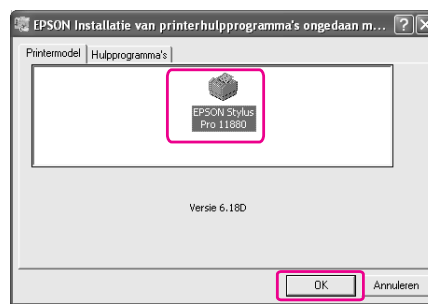 EPSON Installatie van printerhulpprogramma's ongedaan m...
Printermodel Hulpprogramma's
EPSON Stylus
Pro 11880
Versie 6.18D
OK Annuleren